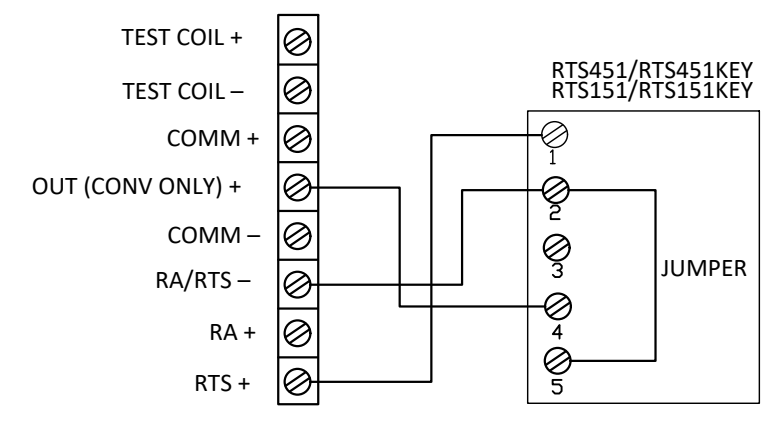 TEST COIL +
TEST COIL –
COMM +
OUT (CONV ONLY) +
COMM –
RA/RTS –
RA +
RTS +
RTS451/RTS451KEY
RTS151/RTS151KEY
1
2
3
4
5
JUMPER